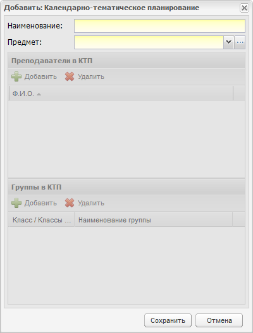 Добавить: Календарно-тематическое планирование
Наименование:
Предмет:
Преподаватели в КТП
Добавить Удалить
Ф.И.О.
Группы в КТП
Добавить Удалить
Класс / Классы ... Наименование группы
Сохранить Отмена